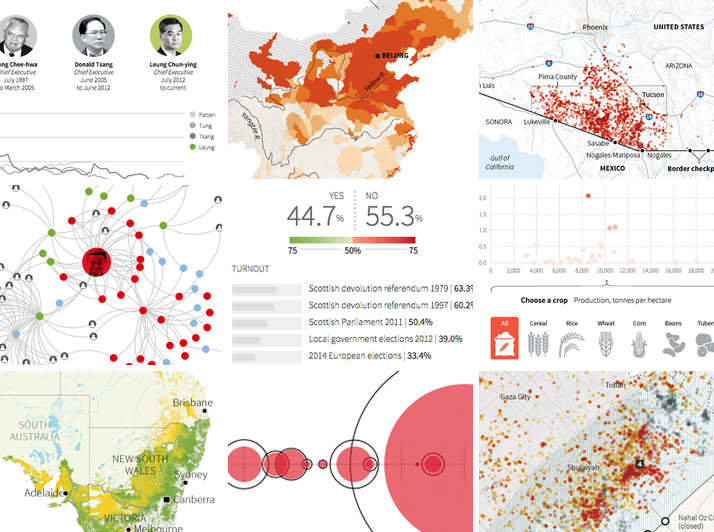 ung Chee-hwa
Chief Executive
July 1997
to March 2005
Donald Tsang
Chief Executive
June 2005
to June 2012
Leung Chun-ying
Chief Executive
July 2012
to current
Patten
Tung
Tsang
Leung
BEIJING
Yellow R.
Yangtze R.
Phoenix
UNITED STATES
ARIZONA
Pima County
Tucson
Luis
SONORA
Lukeville
Sasabe
Nogales-Mariposa
Nogales
Gulf of
California
MEXICO
Border checkp
YES
NO
44.7%
55.3%
75
50%
75
TURNOUT
Scottish devolution referendum 1979 | 63.3%
Scottish devolution referendum 1997 | 60.2%
Scottish Parliament 2011 | 50.4%
Local government elections 2012 | 39.0%
2014 European elections | 33.4%
2.0
1.5
1.0
0.5
0.0
0
2,000
4,000
6,000
8,000
10,000
12,000
14,000
16,000
18,000
Choose a crop Production, tonnes per hectare
All
Cereal
Rice
Wheat
Corn
Beans
Tuber
Brisbane
SOUTH
AUSTRALIA
NEW SOUTH
WALES
Sydney
Adelaide
Canberra
VICTORIA
Melbourne
Gaza City
Toffah
Shujaiyah
4
Nahal Oz C
(closed)